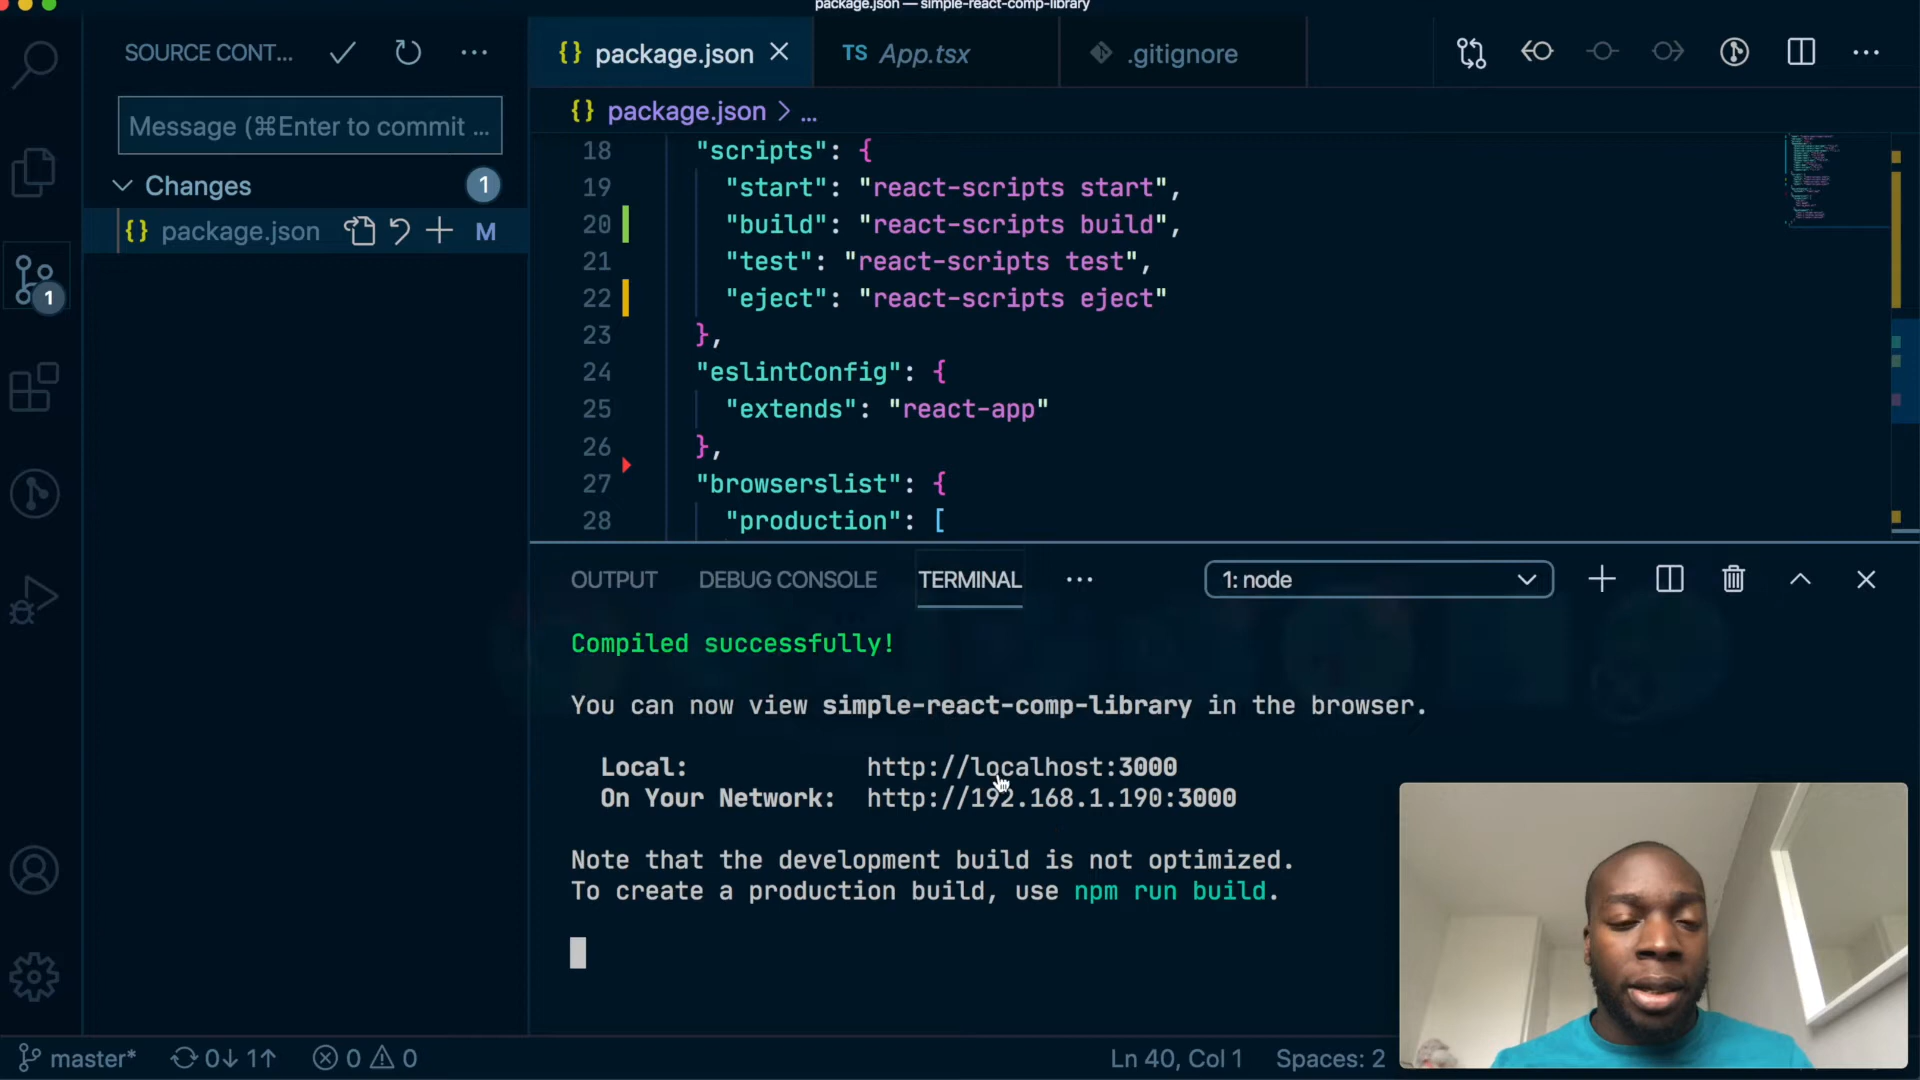 package.json — simple-react-comp-library
SOURCE CONT...
package.json
TS App.tsx
.gitignore
Message (⌘Enter to commit ...
{} package.json > ...
Changes 1
{} package.json M
1
18 "scripts": {
19 "start": "react-scripts start",
20 "build": "react-scripts build",
21 "test": "react-scripts test",
22 "eject": "react-scripts eject"
23 },
24 "eslintConfig": {
25 "extends": "react-app"
26 },
27 "browserslist": {
28 "production": [
OUTPUT DEBUG CONSOLE TERMINAL ... 1: node
Compiled successfully!
You can now view simple-react-comp-library in the browser.
Local: http://localhost:3000
On Your Network: http://192.168.1.190:3000
Note that the development build is not optimized.
To create a production build, use npm run build.
master* 0↓ 1↑ 0 0 Ln 40, Col 1 Spaces: 2